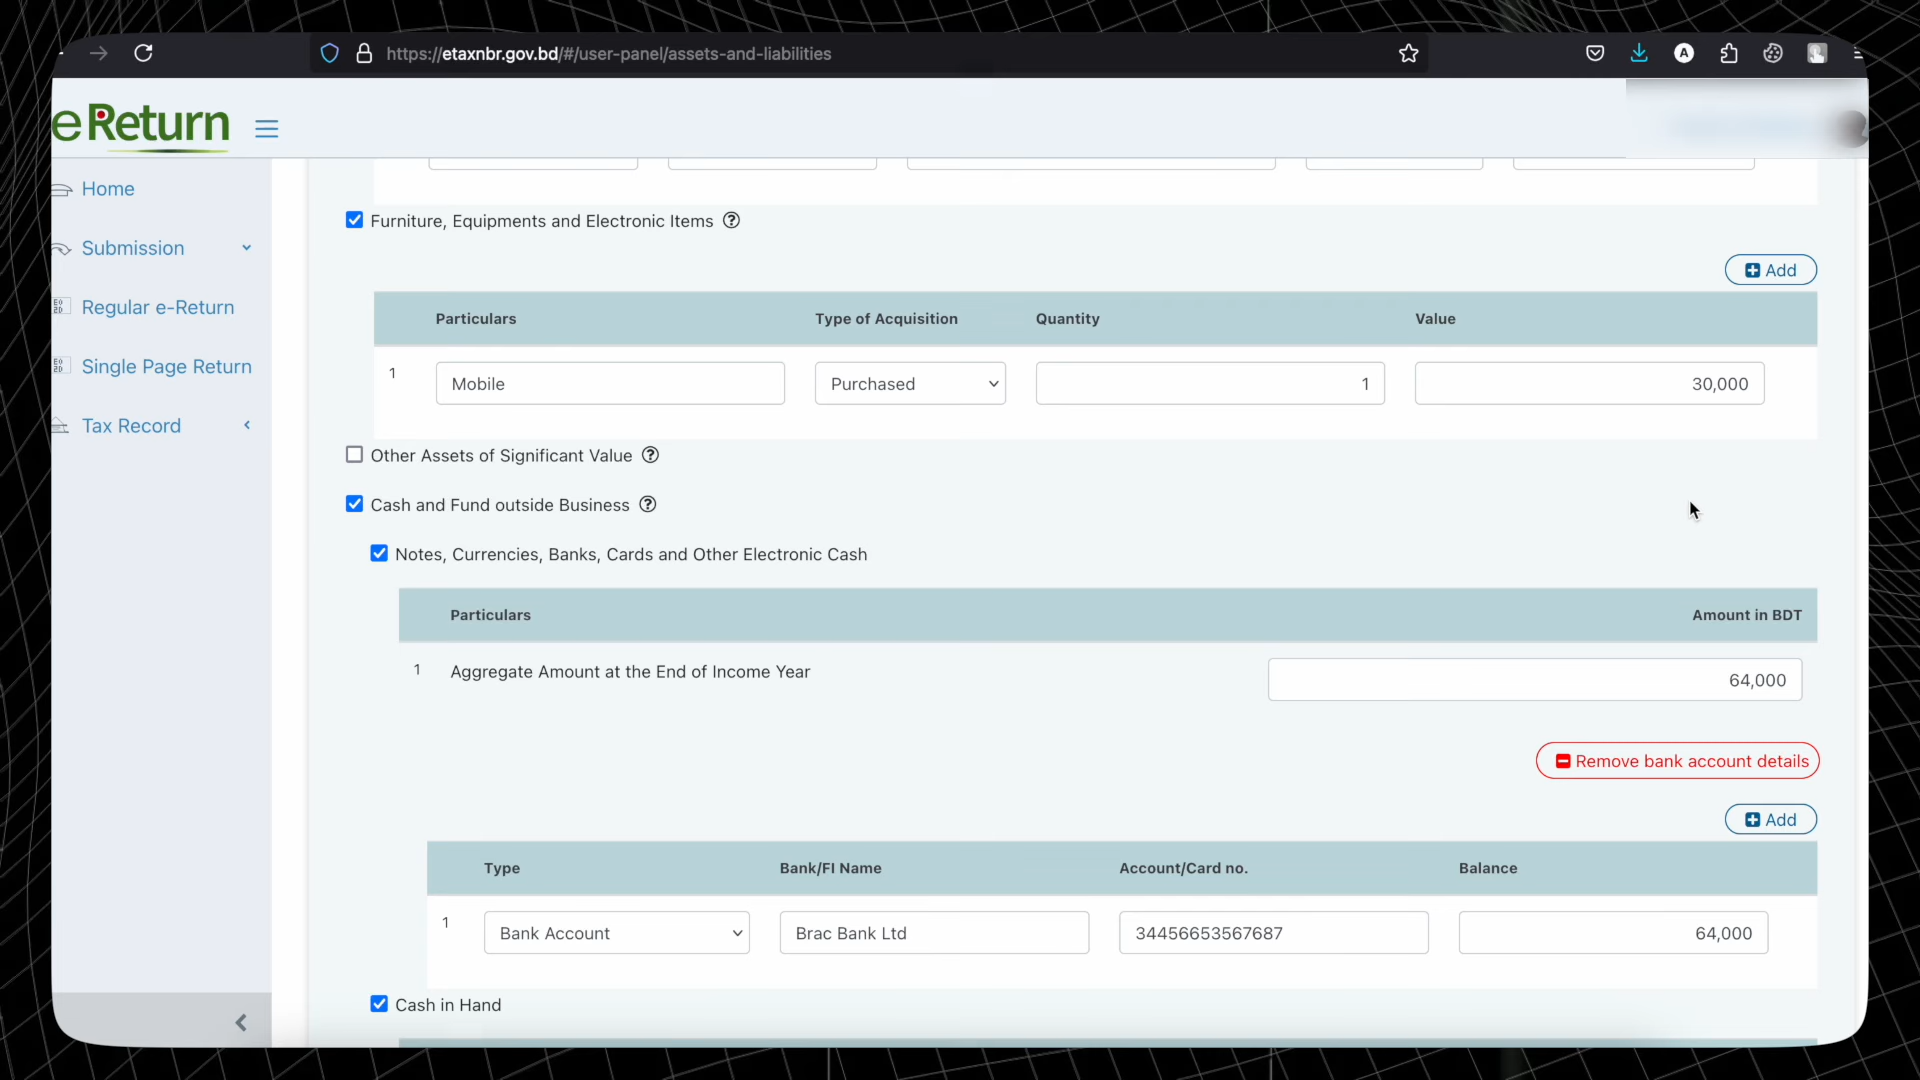 https://etaxnbr.gov.bd/#/user-panel/assets-and-liabilities
A
e Return
Home
Submission
Regular e-Return
Single Page Return
Tax Record
Furniture, Equipments and Electronic Items
Add
Particulars Type of Acquisition Quantity Value
1 Mobile Purchased 1 30,000
Other Assets of Significant Value
Cash and Fund outside Business
Notes, Currencies, Banks, Cards and Other Electronic Cash
Particulars Amount in BDT
1 Aggregate Amount at the End of Income Year 64,000
Remove bank account details
Add
Type Bank/FI Name Account/Card no. Balance
1 Bank Account Brac Bank Ltd 34456653567687 64,000
Cash in Hand